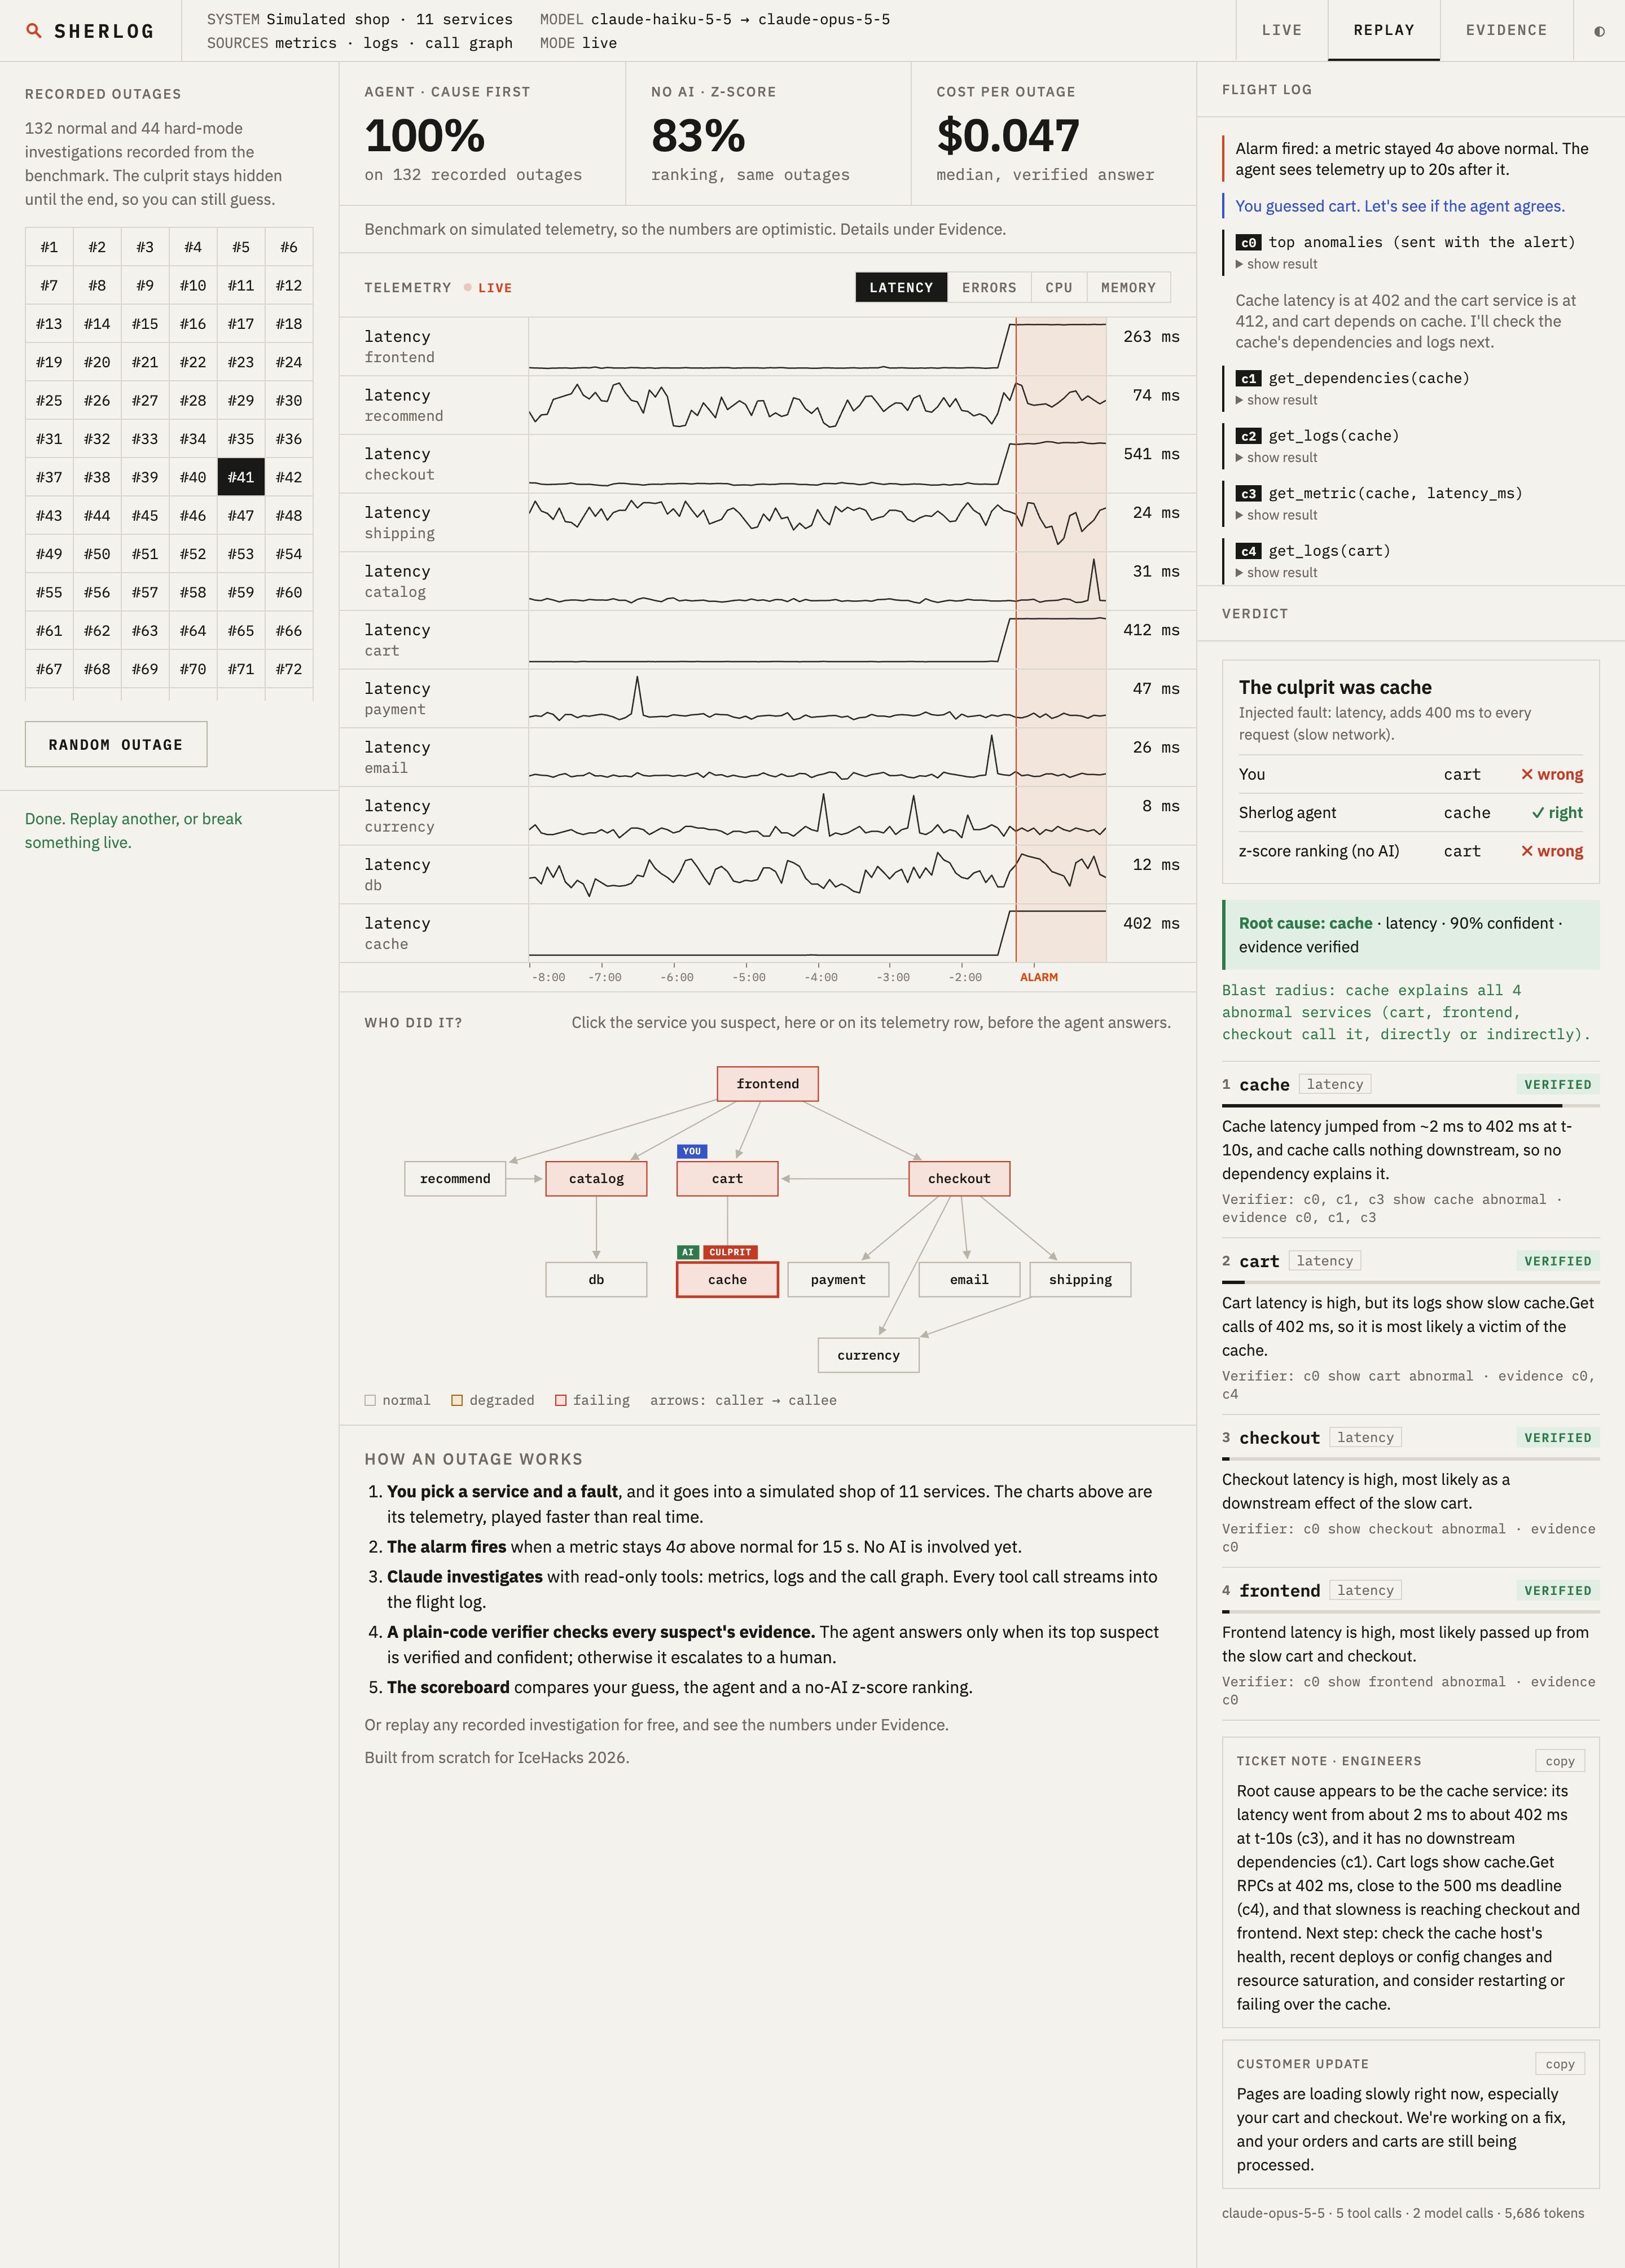 SHERLOG
SYSTEM Simulated shop · 11 services
MODEL claude-haiku-5-5 → claude-opus-5-5
SOURCES metrics · logs · call graph
MODE live
LIVE
REPLAY
EVIDENCE
RECORDED OUTAGES
132 normal and 44 hard-mode
investigations recorded from the
benchmark. The culprit stays hidden
until the end, so you can still guess.
#1 #2 #3 #4 #5 #6
#7 #8 #9 #10 #11 #12
#13 #14 #15 #16 #17 #18
#19 #20 #21 #22 #23 #24
#25 #26 #27 #28 #29 #30
#31 #32 #33 #34 #35 #36
#37 #38 #39 #40 #41 #42
#43 #44 #45 #46 #47 #48
#49 #50 #51 #52 #53 #54
#55 #56 #57 #58 #59 #60
#61 #62 #63 #64 #65 #66
#67 #68 #69 #70 #71 #72
RANDOM OUTAGE
Done. Replay another, or break
something live.
AGENT · CAUSE FIRST
100%
on 132 recorded outages
NO AI · Z-SCORE
83%
ranking, same outages
COST PER OUTAGE
$0.047
median, verified answer
Benchmark on simulated telemetry, so the numbers are optimistic. Details under Evidence.
TELEMETRY LIVE
LATENCY ERRORS CPU MEMORY
latency
frontend
263 ms
latency
recommend
74 ms
latency
checkout
541 ms
latency
shipping
24 ms
latency
catalog
31 ms
latency
cart
412 ms
latency
payment
47 ms
latency
email
26 ms
latency
currency
8 ms
latency
db
12 ms
latency
cache
402 ms
-8:00 -7:00 -6:00 -5:00 -4:00 -3:00 -2:00 ALARM
WHO DID IT?
Click the service you suspect, here or on its telemetry row, before the agent answers.
frontend
YOU
recommend catalog cart checkout
AI CULPRIT
db cache payment email shipping
currency
normal degraded failing arrows: caller → callee
HOW AN OUTAGE WORKS
1. You pick a service and a fault, and it goes into a simulated shop of 11 services. The charts above are
its telemetry, played faster than real time.
2. The alarm fires when a metric stays 4σ above normal for 15 s. No AI is involved yet.
3. Claude investigates with read-only tools: metrics, logs and the call graph. Every tool call streams into
the flight log.
4. A plain-code verifier checks every suspect's evidence. The agent answers only when its top suspect
is verified and confident; otherwise it escalates to a human.
5. The scoreboard compares your guess, the agent and a no-AI z-score ranking.
Or replay any recorded investigation for free, and see the numbers under Evidence.
Built from scratch for IceHacks 2026.
FLIGHT LOG
Alarm fired: a metric stayed 4σ above normal. The
agent sees telemetry up to 20s after it.
You guessed cart. Let's see if the agent agrees.
c0 top anomalies (sent with the alert)
▶ show result
Cache latency is at 402 and the cart service is at
412, and cart depends on cache. I'll check the
cache's dependencies and logs next.
c1 get_dependencies(cache)
▶ show result
c2 get_logs(cache)
▶ show result
c3 get_metric(cache, latency_ms)
▶ show result
c4 get_logs(cart)
▶ show result
VERDICT
The culprit was cache
Injected fault: latency, adds 400 ms to every
request (slow network).
You cart ✕ wrong
Sherlog agent cache ✓ right
z-score ranking (no AI) cart ✕ wrong
Root cause: cache · latency · 90% confident ·
evidence verified
Blast radius: cache explains all 4
abnormal services (cart, frontend,
checkout call it, directly or indirectly).
1 cache latency VERIFIED
Cache latency jumped from ~2 ms to 402 ms at t-
10s, and cache calls nothing downstream, so no
dependency explains it.
Verifier: c0, c1, c3 show cache abnormal ·
evidence c0, c1, c3
2 cart latency VERIFIED
Cart latency is high, but its logs show slow cache.Get
calls of 402 ms, so it is most likely a victim of the
cache.
Verifier: c0 show cart abnormal · evidence c0,
c4
3 checkout latency VERIFIED
Checkout latency is high, most likely as a
downstream effect of the slow cart.
Verifier: c0 show checkout abnormal · evidence
c0
4 frontend latency VERIFIED
Frontend latency is high, most likely passed up from
the slow cart and checkout.
Verifier: c0 show frontend abnormal · evidence
c0
TICKET NOTE · ENGINEERS copy
Root cause appears to be the cache service: its
latency went from about 2 ms to about 402 ms
at t-10s (c3), and it has no downstream
dependencies (c1). Cart logs show cache.Get
RPCs at 402 ms, close to the 500 ms deadline
(c4), and that slowness is reaching checkout and
frontend. Next step: check the cache host's
health, recent deploys or config changes and
resource saturation, and consider restarting or
failing over the cache.
CUSTOMER UPDATE copy
Pages are loading slowly right now, especially
your cart and checkout. We're working on a fix,
and your orders and carts are still being
processed.
claude-opus-5-5 · 5 tool calls · 2 model calls · 5,686 tokens